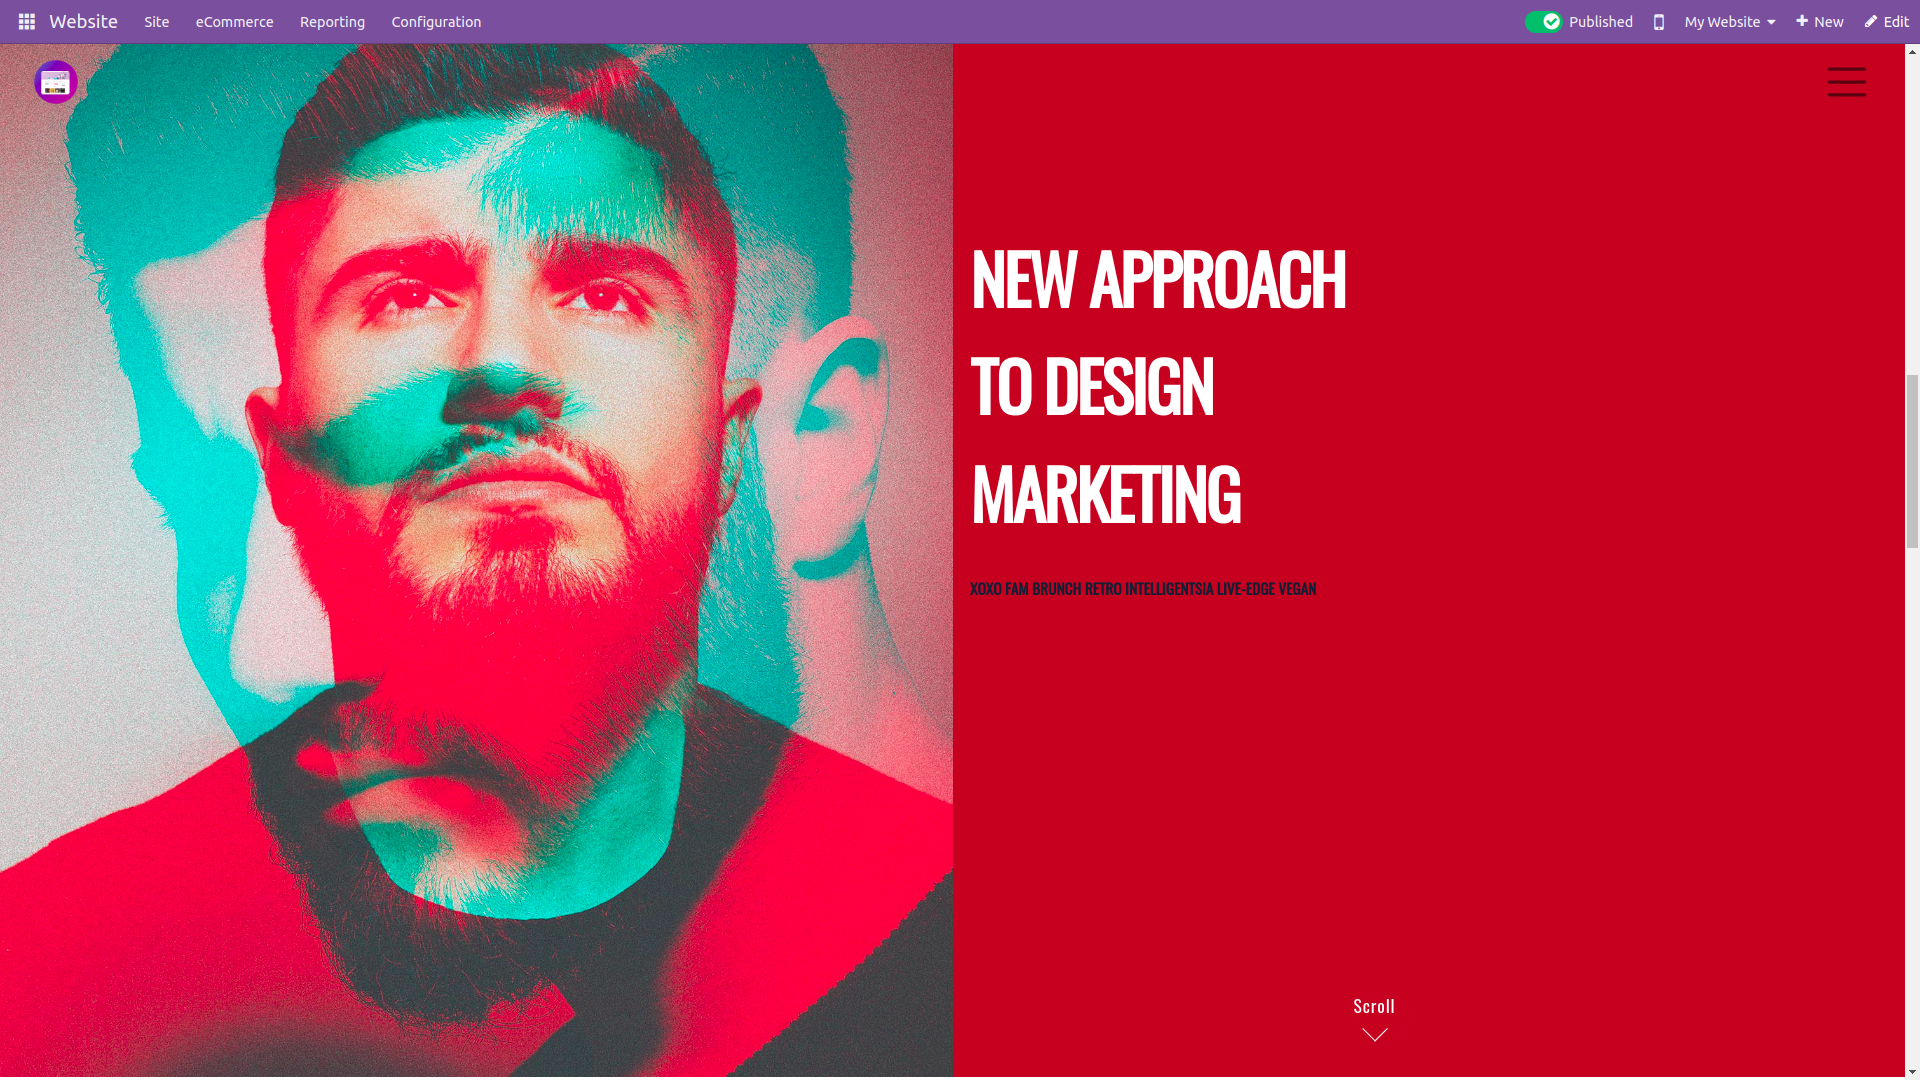 Website
Site
eCommerce
Reporting
Configuration
Published
My Website
New
Edit
NEW APPROACH
TO DESIGN
MARKETING
XOXO FAM BRUNCH RETRO INTELLIGENTSIA LIVE-EDGE VEGAN
Scroll